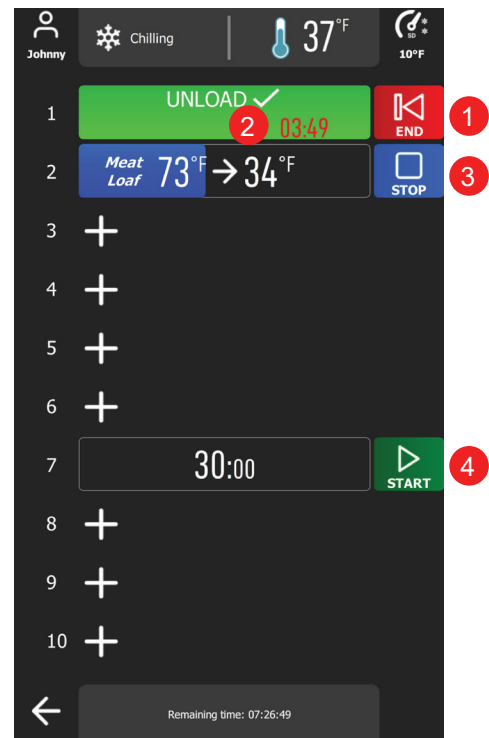 Johnny
Chilling
37°F
SD
10°F
1
UNLOAD
03:49
END
1
2
2
Meat
Loaf
73°F → 34°F
STOP
3
3
4
5
6
7
30:00
START
4
8
9
10
Remaining time: 07:26:49